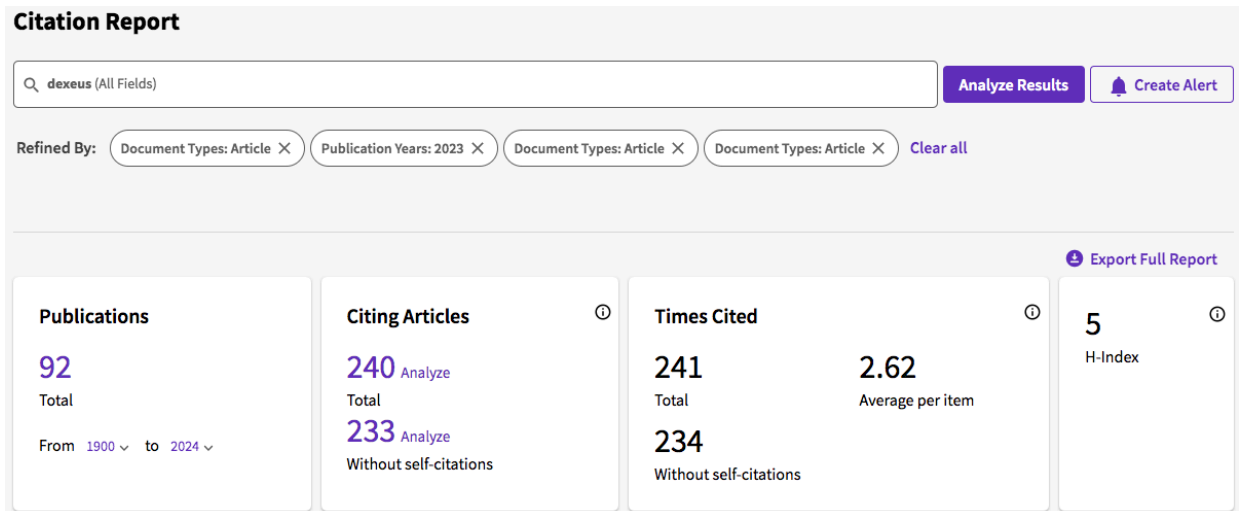 Citation Report
dexeus (All Fields)
Analyze Results
Create Alert
Refined By: Document Types: Article Publication Years: 2023 Document Types: Article Document Types: Article Clear all
Export Full Report
Publications
92
Total
From 1900 to 2024
Citing Articles
240 Analyze
Total
233 Analyze
Without self-citations
Times Cited
241
Total
2.62
Average per item
234
Without self-citations
5
H-Index